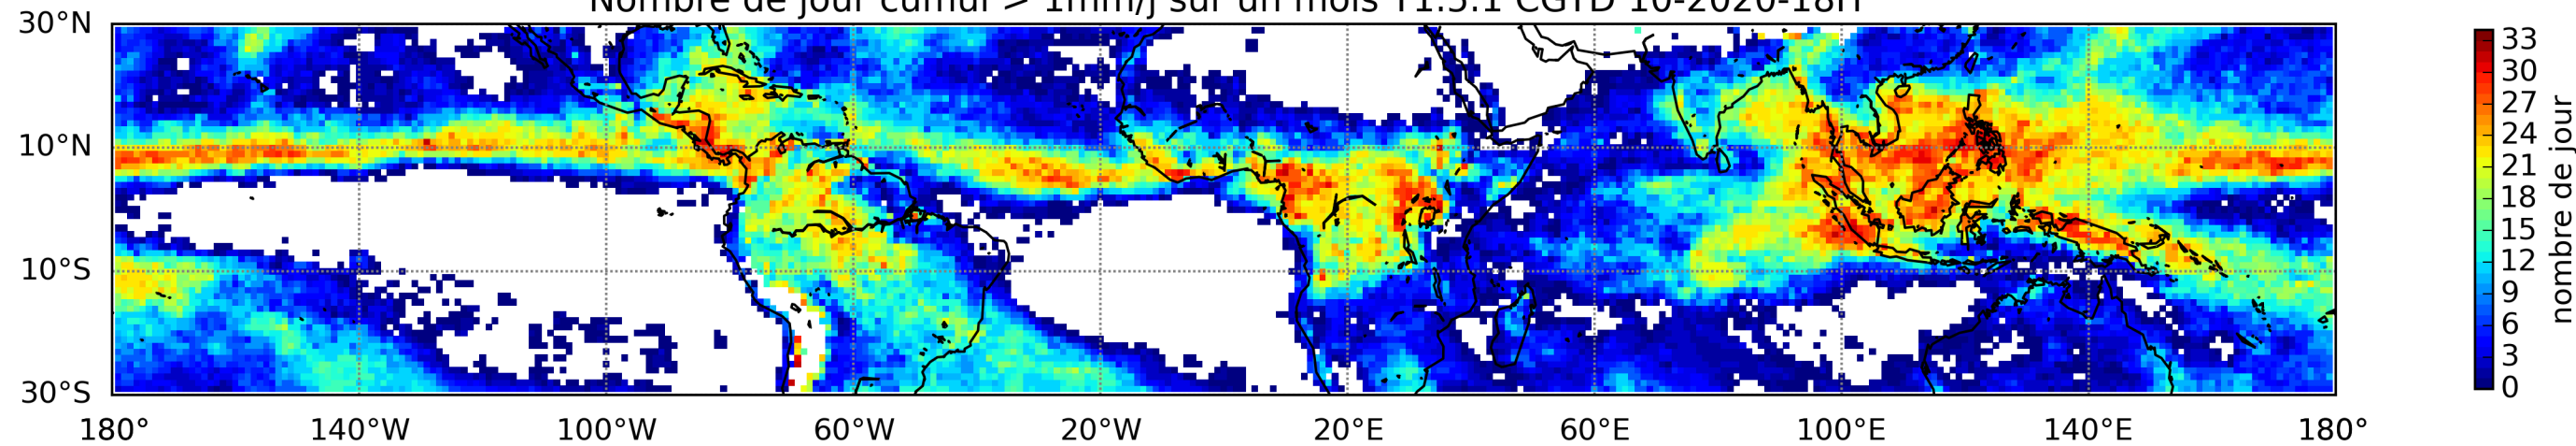 Nombre de jour cumul > 1mm/j sur un mois T1.5.1 CGTD 10-2020-18H
30°N
10°N
10°S
30°S
180° 140°W 100°W 60°W 20°W 20°E 60°E 100°E 140°E 180°
33
30
27
24
21
18
15
12
9
6
3
0
nombre de jour